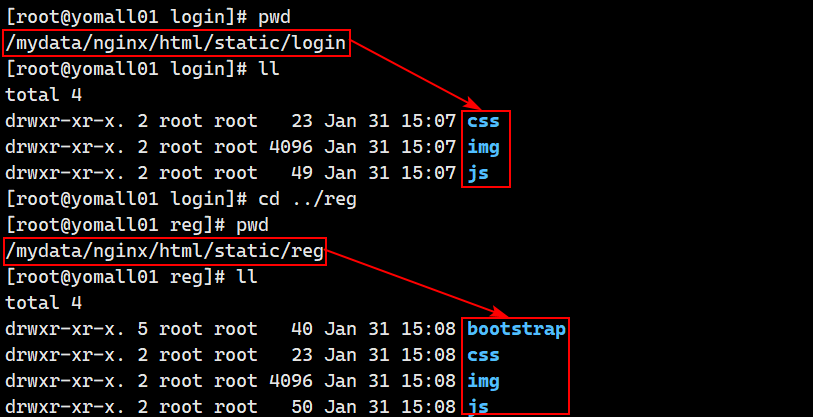 [root@yomall01 login]# pwd
/mydata/nginx/html/static/login
[root@yomall01 login]# ll
total 4
drwxr-xr-x. 2 root root   23 Jan 31 15:07 css
drwxr-xr-x. 2 root root 4096 Jan 31 15:07 img
drwxr-xr-x. 2 root root   49 Jan 31 15:07 js
[root@yomall01 login]# cd ../reg
[root@yomall01 reg]# pwd
/mydata/nginx/html/static/reg
[root@yomall01 reg]# ll
total 4
drwxr-xr-x. 5 root root   40 Jan 31 15:08 bootstrap
drwxr-xr-x. 2 root root   23 Jan 31 15:08 css
drwxr-xr-x. 2 root root 4096 Jan 31 15:08 img
drwxr-xr-x. 2 root root   50 Jan 31 15:08 js